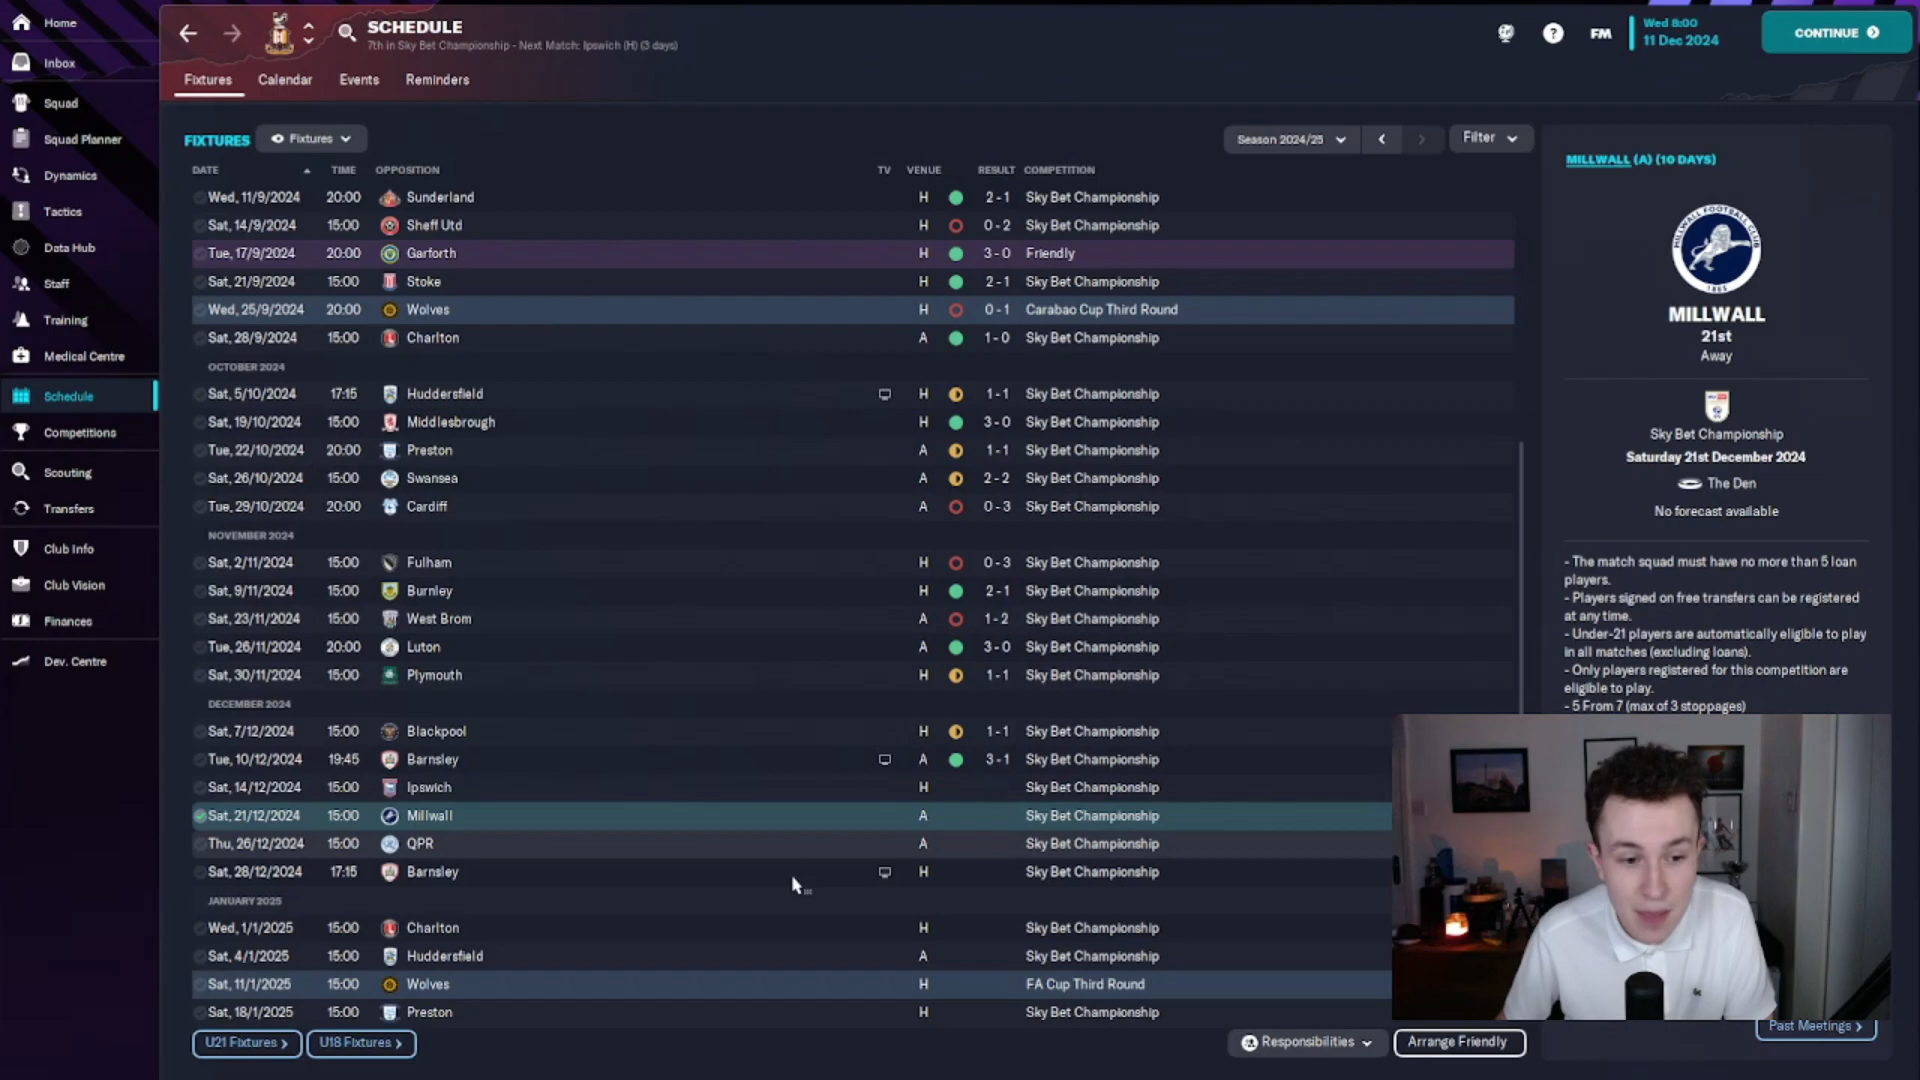 Home
Inbox
Squad
Squad Planner
Dynamics
Tactics
Data Hub
Staff
Training
Medical Centre
Schedule
Competitions
Scouting
Transfers
Club Info
Club Vision
Finances
Dev. Centre
SCHEDULE
7th in Sky Bet Championship - Next Match: Ipswich (H) (3 days)
FM
Wed 8:00
11 Dec 2024
CONTINUE
Fixtures Calendar Events Reminders
FIXTURES Fixtures Season 2024/25 Filter
DATE TIME OPPOSITION TV VENUE RESULT COMPETITION
Wed, 11/9/2024 20:00 Sunderland H 2 - 1 Sky Bet Championship
Sat, 14/9/2024 15:00 Sheff Utd H 0 - 2 Sky Bet Championship
Tue, 17/9/2024 20:00 Garforth H 3 - 0 Friendly
Sat, 21/9/2024 15:00 Stoke H 2 - 1 Sky Bet Championship
Wed, 25/9/2024 20:00 Wolves H 0 - 1 Carabao Cup Third Round
Sat, 28/9/2024 15:00 Charlton A 1 - 0 Sky Bet Championship
OCTOBER 2024
Sat, 5/10/2024 17:15 Huddersfield H 1 - 1 Sky Bet Championship
Sat, 19/10/2024 15:00 Middlesbrough H 3 - 0 Sky Bet Championship
Tue, 22/10/2024 20:00 Preston A 1 - 1 Sky Bet Championship
Sat, 26/10/2024 15:00 Swansea A 2 - 2 Sky Bet Championship
Tue, 29/10/2024 20:00 Cardiff A 0 - 3 Sky Bet Championship
NOVEMBER 2024
Sat, 2/11/2024 15:00 Fulham H 0 - 3 Sky Bet Championship
Sat, 9/11/2024 15:00 Burnley H 2 - 1 Sky Bet Championship
Sat, 23/11/2024 15:00 West Brom A 1 - 2 Sky Bet Championship
Tue, 26/11/2024 20:00 Luton A 3 - 0 Sky Bet Championship
Sat, 30/11/2024 15:00 Plymouth H 1 - 1 Sky Bet Championship
DECEMBER 2024
Sat, 7/12/2024 15:00 Blackpool H 1 - 1 Sky Bet Championship
Tue, 10/12/2024 19:45 Barnsley A 3 - 1 Sky Bet Championship
Sat, 14/12/2024 15:00 Ipswich H Sky Bet Championship
Sat, 21/12/2024 15:00 Millwall A Sky Bet Championship
Thu, 26/12/2024 15:00 QPR A Sky Bet Championship
Sat, 28/12/2024 17:15 Barnsley H Sky Bet Championship
JANUARY 2025
Wed, 1/1/2025 15:00 Charlton H Sky Bet Championship
Sat, 4/1/2025 15:00 Huddersfield A Sky Bet Championship
Sat, 11/1/2025 15:00 Wolves H FA Cup Third Round
Sat, 18/1/2025 15:00 Preston H Sky Bet Championship
U21 Fixtures > U18 Fixtures > Responsibilities Arrange Friendly
MILLWALL (A) (10 DAYS)
MILLWALL FOOTBALL CLUB
1885
MILLWALL
21st
Away
Sky Bet Championship
Saturday 21st December 2024
The Den
No forecast available
- The match squad must have no more than 5 loan
players.
- Players signed on free transfers can be registered
at any time.
- Under-21 players are automatically eligible to play
in all matches (excluding loans).
- Only players registered for this competition are
eligible to play.
- 5 From 7 (max of 3 stoppages)
Past Meetings >